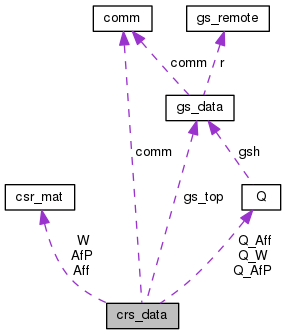 comm
gs_remote
comm
r
gs_data
comm
gsh
csr_mat
gs_top
Q
W
AfP
Aff
Q_Aff
Q_W
Q_AfP
crs_data